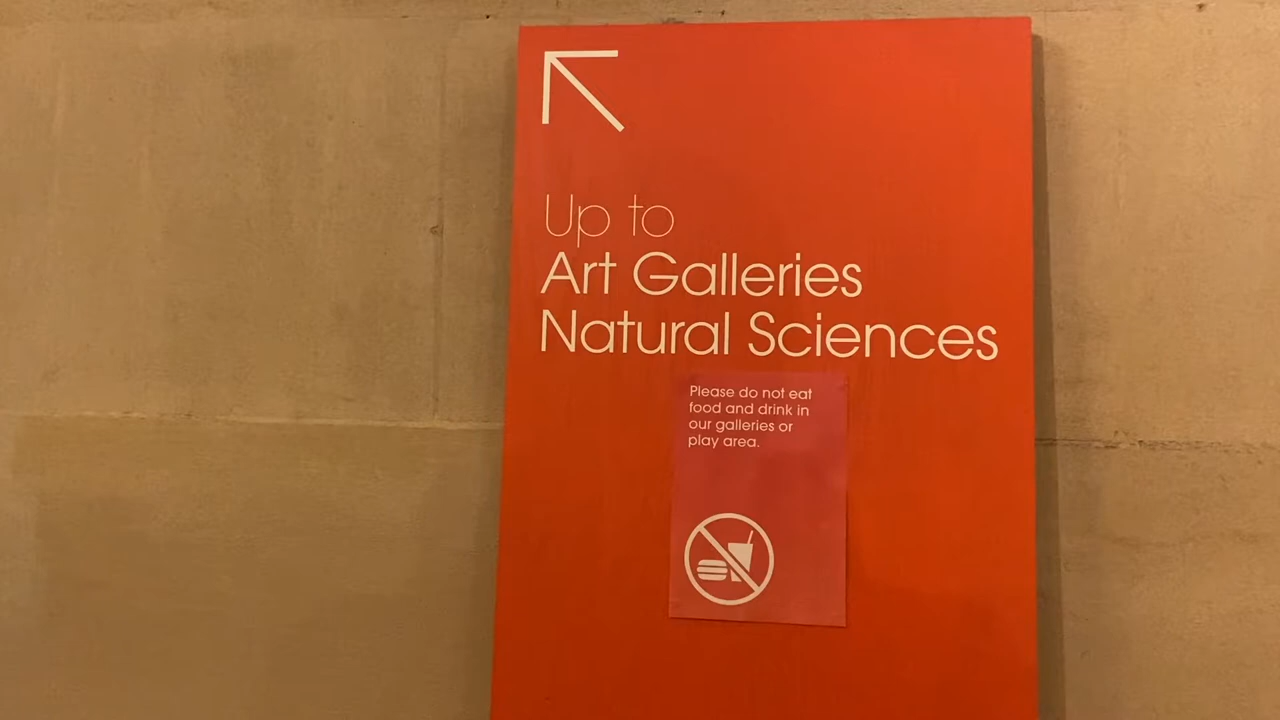 Up to
Art Galleries
Natural Sciences
Please do not eat
food and drink in
our galleries or
play area.